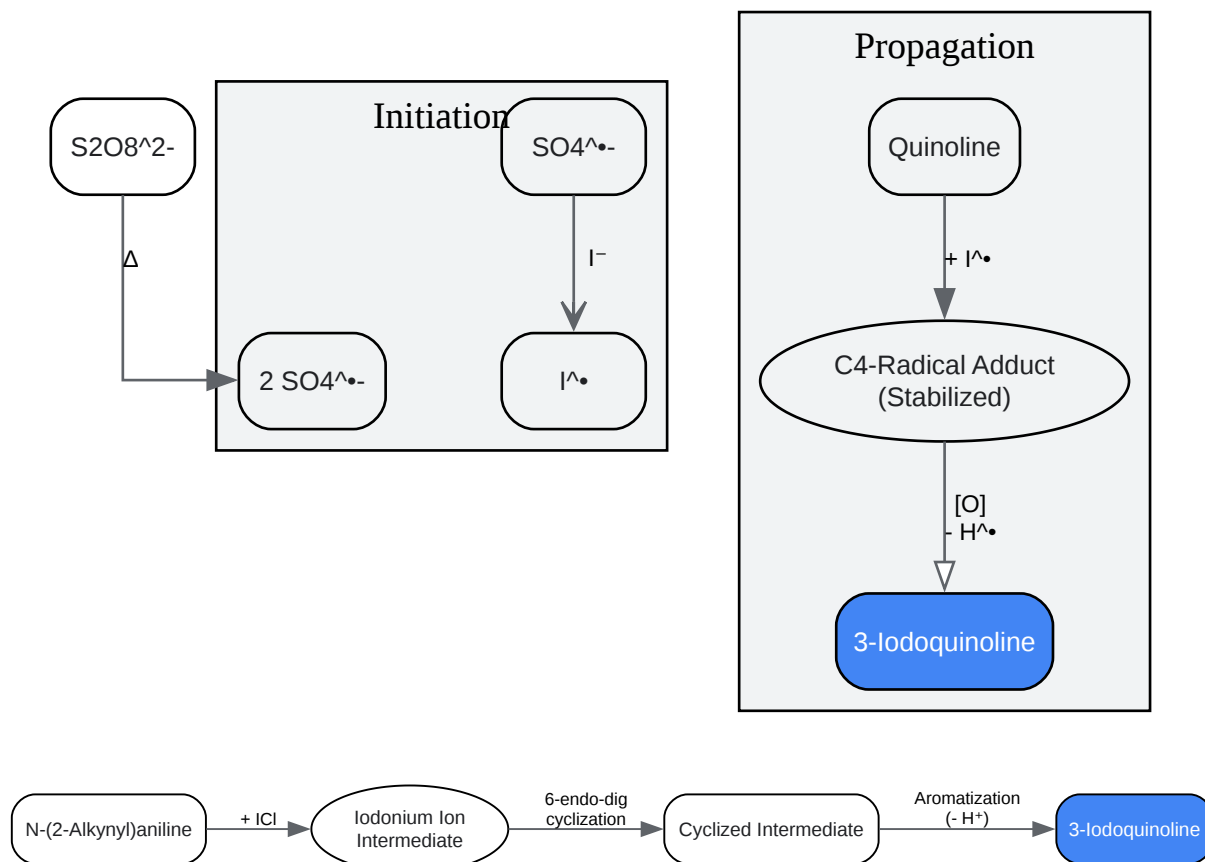 Propagation
Initiation
S2O8^2-
SO4^•-
Quinoline
Δ
I⁻
+ I^•
2 SO4^•-
I^•
C4-Radical Adduct
(Stabilized)
[O]
- H^•
3-Iodoquinoline
N-(2-Alkynyl)aniline
+ ICl
Iodonium Ion
Intermediate
6-endo-dig
cyclization
Cyclized Intermediate
Aromatization
(- H⁺)
3-Iodoquinoline